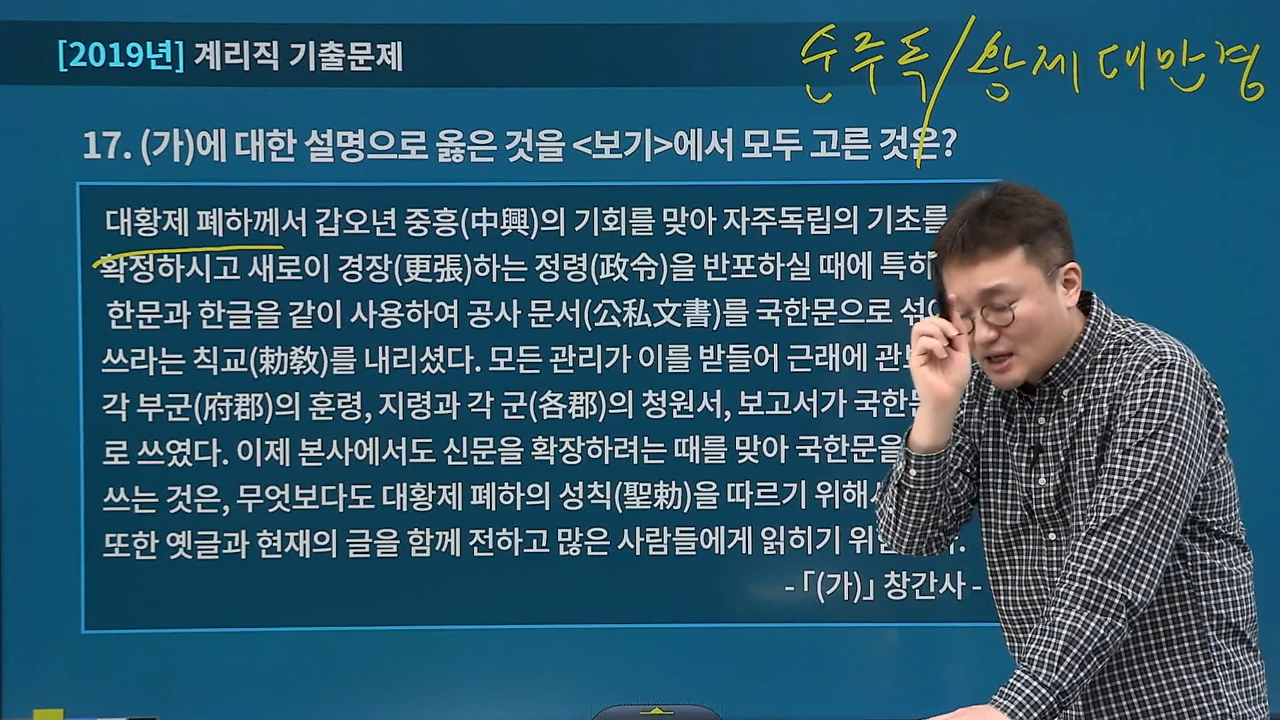 [2019년] 계리직 기출문제
순주독/황제 대만경
17. (가)에 대한 설명으로 옳은 것을 <보기>에서 모두 고른 것은?
대황제 폐하께서 갑오년 중흥(中興)의 기회를 맞아 자주독립의 기초를
확정하시고 새로이 경장(更張)하는 정령(政令)을 반포하실 때에 특히
한문과 한글을 같이 사용하여 공사 문서(公私文書)를 국한문으로
쓰라는 칙교(勅敎)를 내리셨다. 모든 관리가 이를 받들어 근래에
각 부군(府郡)의 훈령, 지령과 각 군(各郡)의 청원서, 보고서가
로 쓰였다. 이제 본사에서도 신문을 확장하려는 때를 맞아 국한문을
쓰는 것은, 무엇보다도 대황제 폐하의 성칙(聖勅)을 따르기
또한 옛글과 현재의 글을 함께 전하고 많은 사람들에게 읽히기
-「(가)」 창간사 -